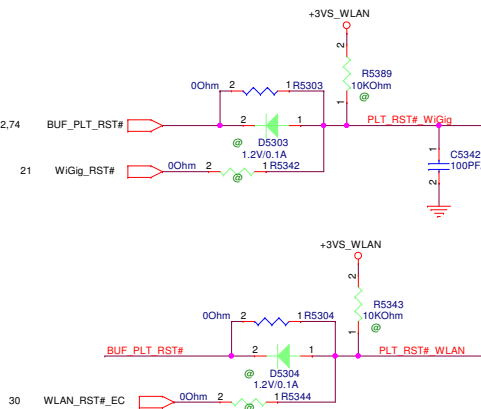 +3VS_WLAN
2
R5389
10KOhm
@
1
0Ohm 2 1 R5303
2,74 BUF_PLT_RST# 2 1 PLT_RST#_WiGig
@ D5303
1.2V/0.1A
21 WiGig_RST# 0Ohm 2 1 R5342
@
1
C5342
100PF/
2
+3VS_WLAN
2
R5343
10KOhm
@
1
0Ohm 2 1 R5304
BUF_PLT_RST# 2 1 PLT_RST#_WLAN
@ D5304
1.2V/0.1A
30 WLAN_RST#_EC 0Ohm 2 1 R5344
@